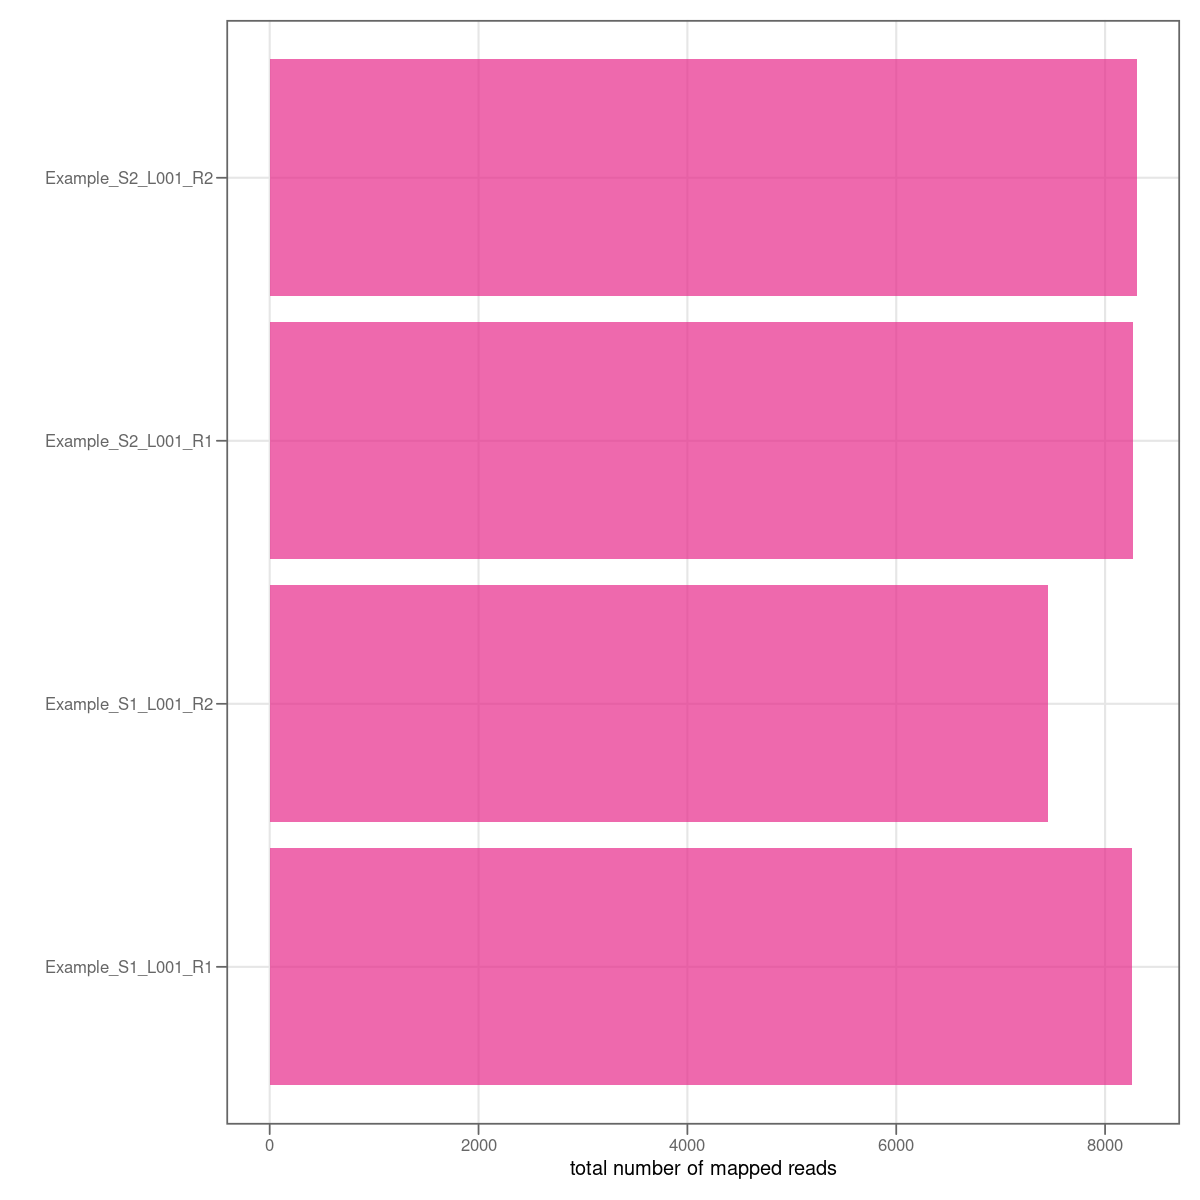 Example_S2_L001_R2
Example_S2_L001_R1
Example_S1_L001_R2
Example_S1_L001_R1
0 2000 4000 6000 8000
total number of mapped reads